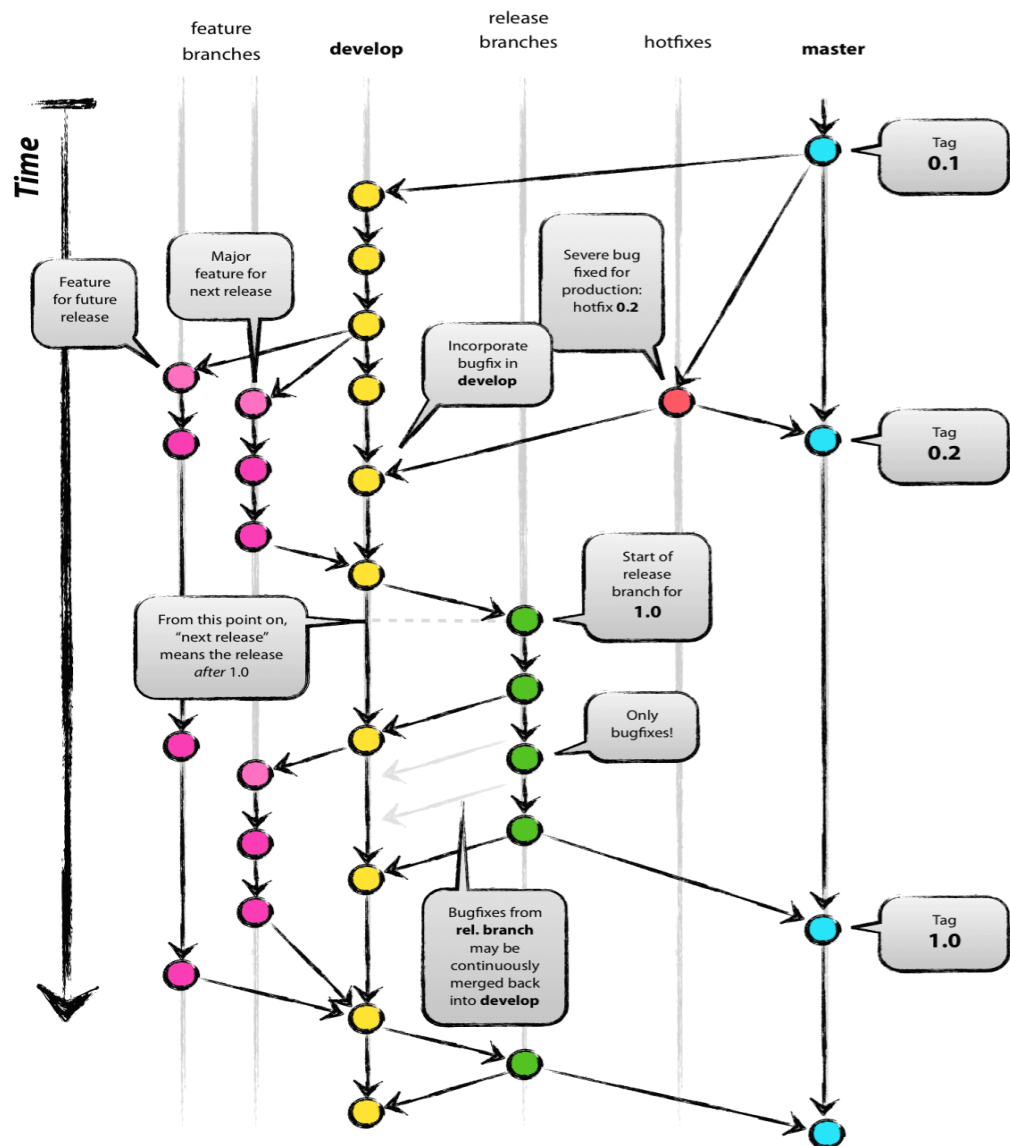 feature
branches
develop
release
branches
hotfixes
master
Time
Tag
0.1
Major
feature for
next release
Severe bug
fixed for
production:
hotfix 0.2
Feature
for future
release
Incorporate
bugfix in
develop
Tag
0.2
Start of
release
branch for
1.0
From this point on,
“next release”
means the release
after 1.0
Only
bugfixes!
Bugfixes from
rel. branch
may be
continuously
merged back
into develop
Tag
1.0